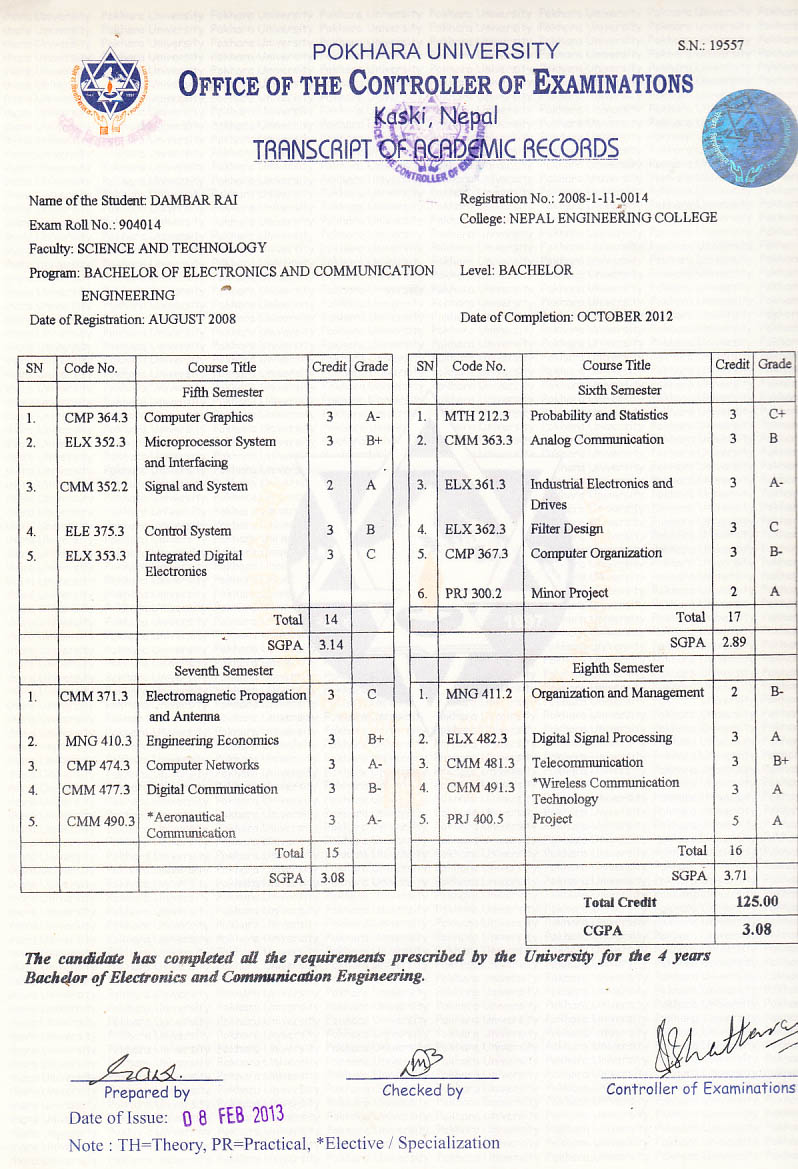 S.N.: 19557
POKHARA UNIVERSITY
OFFICE OF THE CONTROLLER OF EXAMINATIONS
Kaski, Nepal
TRANSCRIPT OF ACADEMIC RECORDS
Name of the Student: DAMBAR RAI
Registration No.: 2008-1-11-0014
Exam Roll No.: 904014
College: NEPAL ENGINEERING COLLEGE
Faculty: SCIENCE AND TECHNOLOGY
Program: BACHELOR OF ELECTRONICS AND COMMUNICATION
ENGINEERING
Level: BACHELOR
Date of Registration: AUGUST 2008
Date of Completion: OCTOBER 2012
SN Code No. Course Title Credit Grade
Fifth Semester
1. CMP 364.3 Computer Graphics 3 A-
2. ELX 352.3 Microprocessor System 3 B+
and Interfacing
3. CMM 352.2 Signal and System 2 A
4. ELE 375.3 Control System 3 B
5. ELX 353.3 Integrated Digital 3 C
Electronics
Total 14
SGPA 3.14
Seventh Semester
1. CMM 371.3 Electromagnetic Propagation 3 C
and Antenna
2. MNG 410.3 Engineering Economics 3 B+
3. CMP 474.3 Computer Networks 3 A-
4. CMM 477.3 Digital Communication 3 B-
5. CMM 490.3 *Aeronautical 3 A-
Communication
Total 15
SGPA 3.08
SN Code No. Course Title Credit Grade
Sixth Semester
1. MTH 212.3 Probability and Statistics 3 C+
2. CMM 363.3 Analog Communication 3 B
3. ELX 361.3 Industrial Electronics and 3 A-
Drives
4. ELX 362.3 Filter Design 3 C
5. CMP 367.3 Computer Organization 3 B-
6. PRJ 300.2 Minor Project 2 A
Total 17
SGPA 2.89
Eighth Semester
1. MNG 411.2 Organization and Management 2 B-
2. ELX 482.3 Digital Signal Processing 3 A
3. CMM 481.3 Telecommunication 3 B+
4. CMM 491.3 *Wireless Communication 3 A
Technology
5. PRJ 400.5 Project 5 A
Total 16
SGPA 3.71
Total Credit 125.00
CGPA 3.08
The candidate has completed all the requirements prescribed by the University for the 4 years
Bachelor of Electronics and Communication Engineering.
Prepared by
Checked by
Controller of Examinations
Date of Issue: 08 FEB 2013
Note : TH=Theory, PR=Practical, *Elective / Specialization